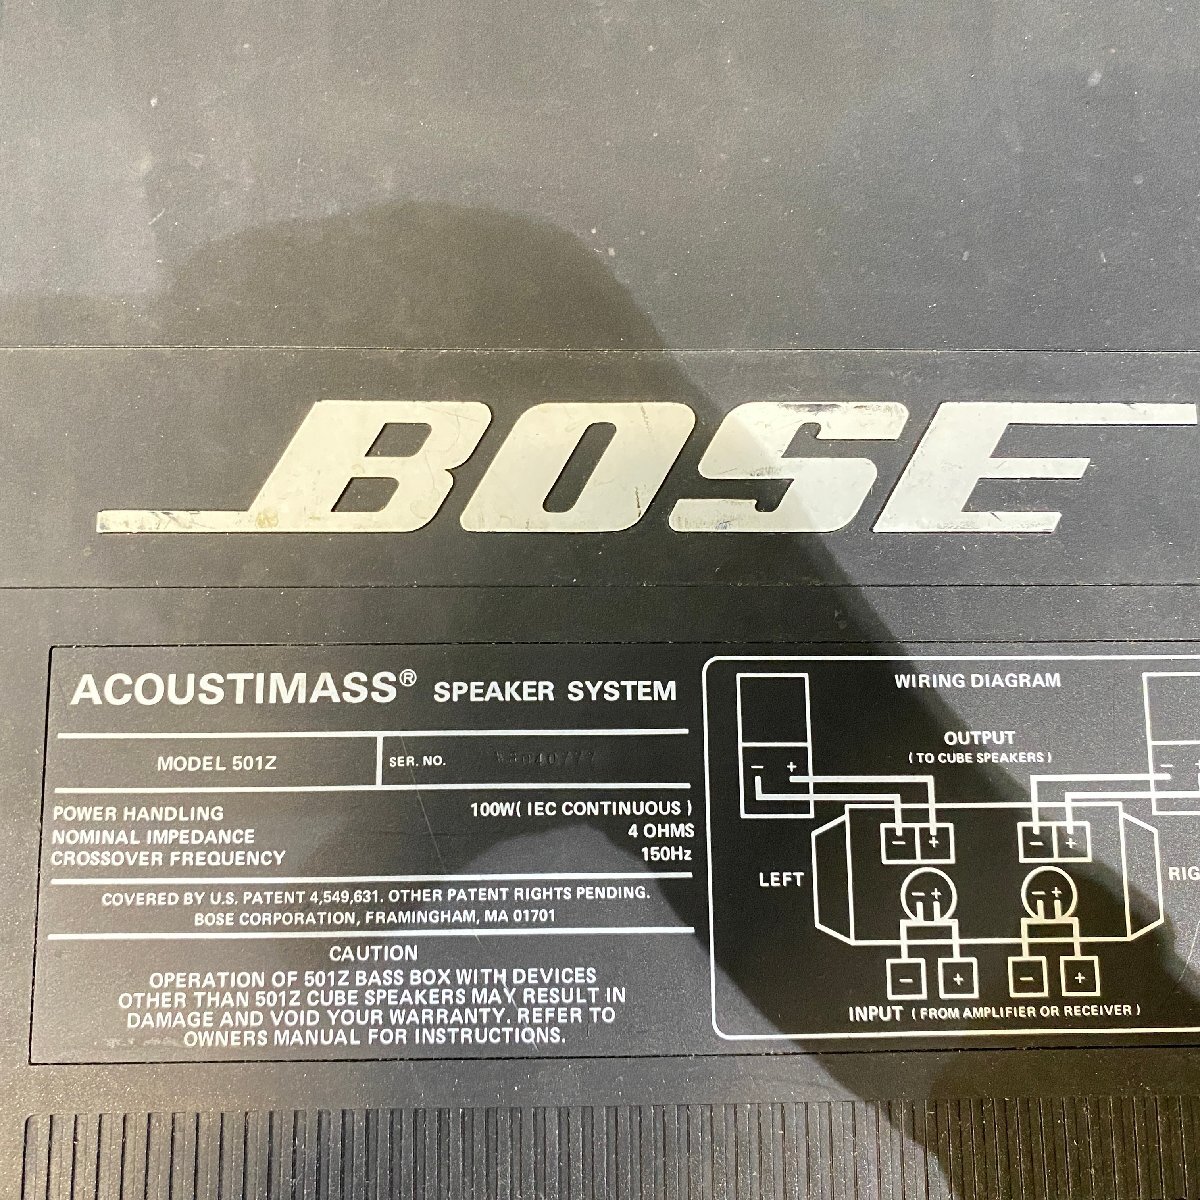 BOSE
ACOUSTIMASS® SPEAKER SYSTEM
MODEL 501Z
SER. NO.
POWER HANDLING 100W( IEC CONTINUOUS )
NOMINAL IMPEDANCE 4 OHMS
CROSSOVER FREQUENCY 150Hz
COVERED BY U.S. PATENT 4,549,631. OTHER PATENT RIGHTS PENDING.
BOSE CORPORATION, FRAMINGHAM, MA 01701
CAUTION
OPERATION OF 501Z BASS BOX WITH DEVICES
OTHER THAN 501Z CUBE SPEAKERS MAY RESULT IN
DAMAGE AND VOID YOUR WARRANTY. REFER TO
OWNERS MANUAL FOR INSTRUCTIONS.
WIRING DIAGRAM
OUTPUT
( TO CUBE SPEAKERS )
- + - 
- + - +
LEFT
- + - +
- + - +
INPUT ( FROM AMPLIFIER OR RECEIVER )